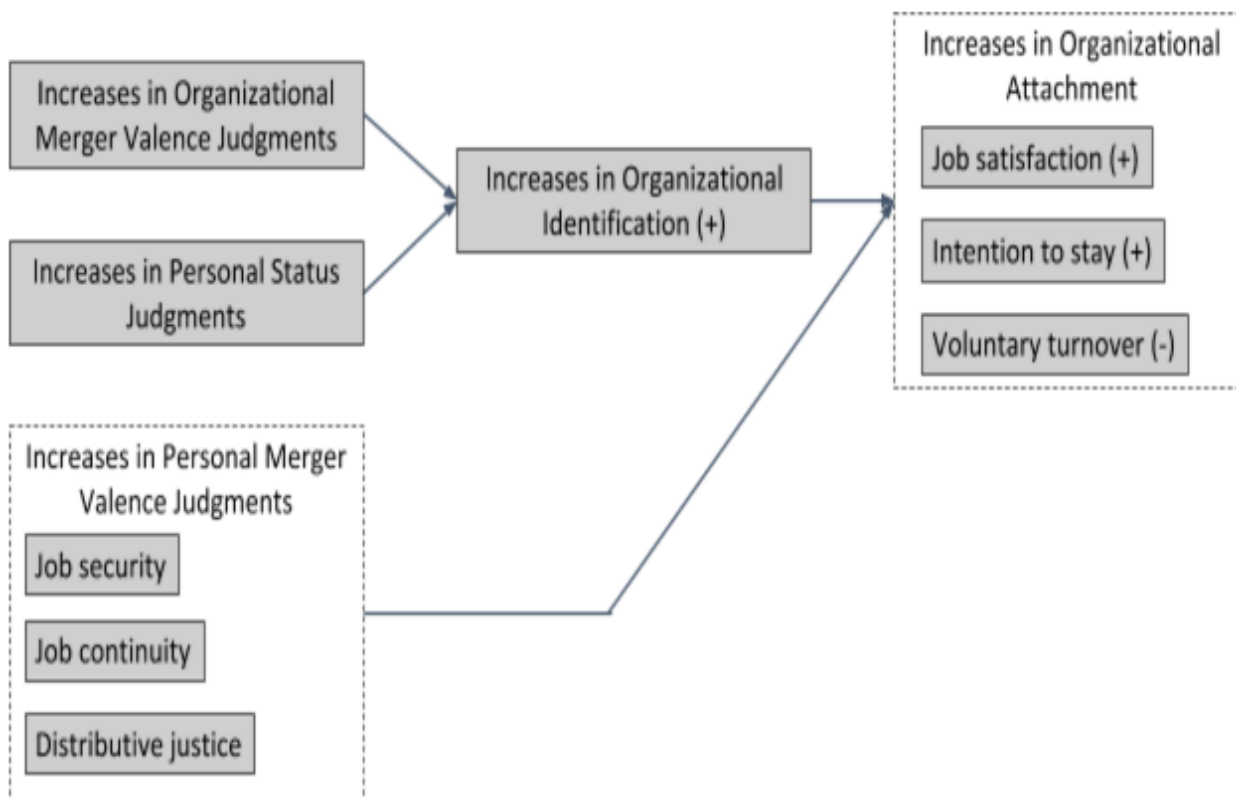 Increases in Organizational
Merger Valence Judgments
Increases in Personal Status
Judgments
Increases in Organizational
Identification (+)
Increases in Organizational
Attachment
Job satisfaction (+)
Intention to stay (+)
Voluntary turnover (-)
Increases in Personal Merger
Valence Judgments
Job security
Job continuity
Distributive justice